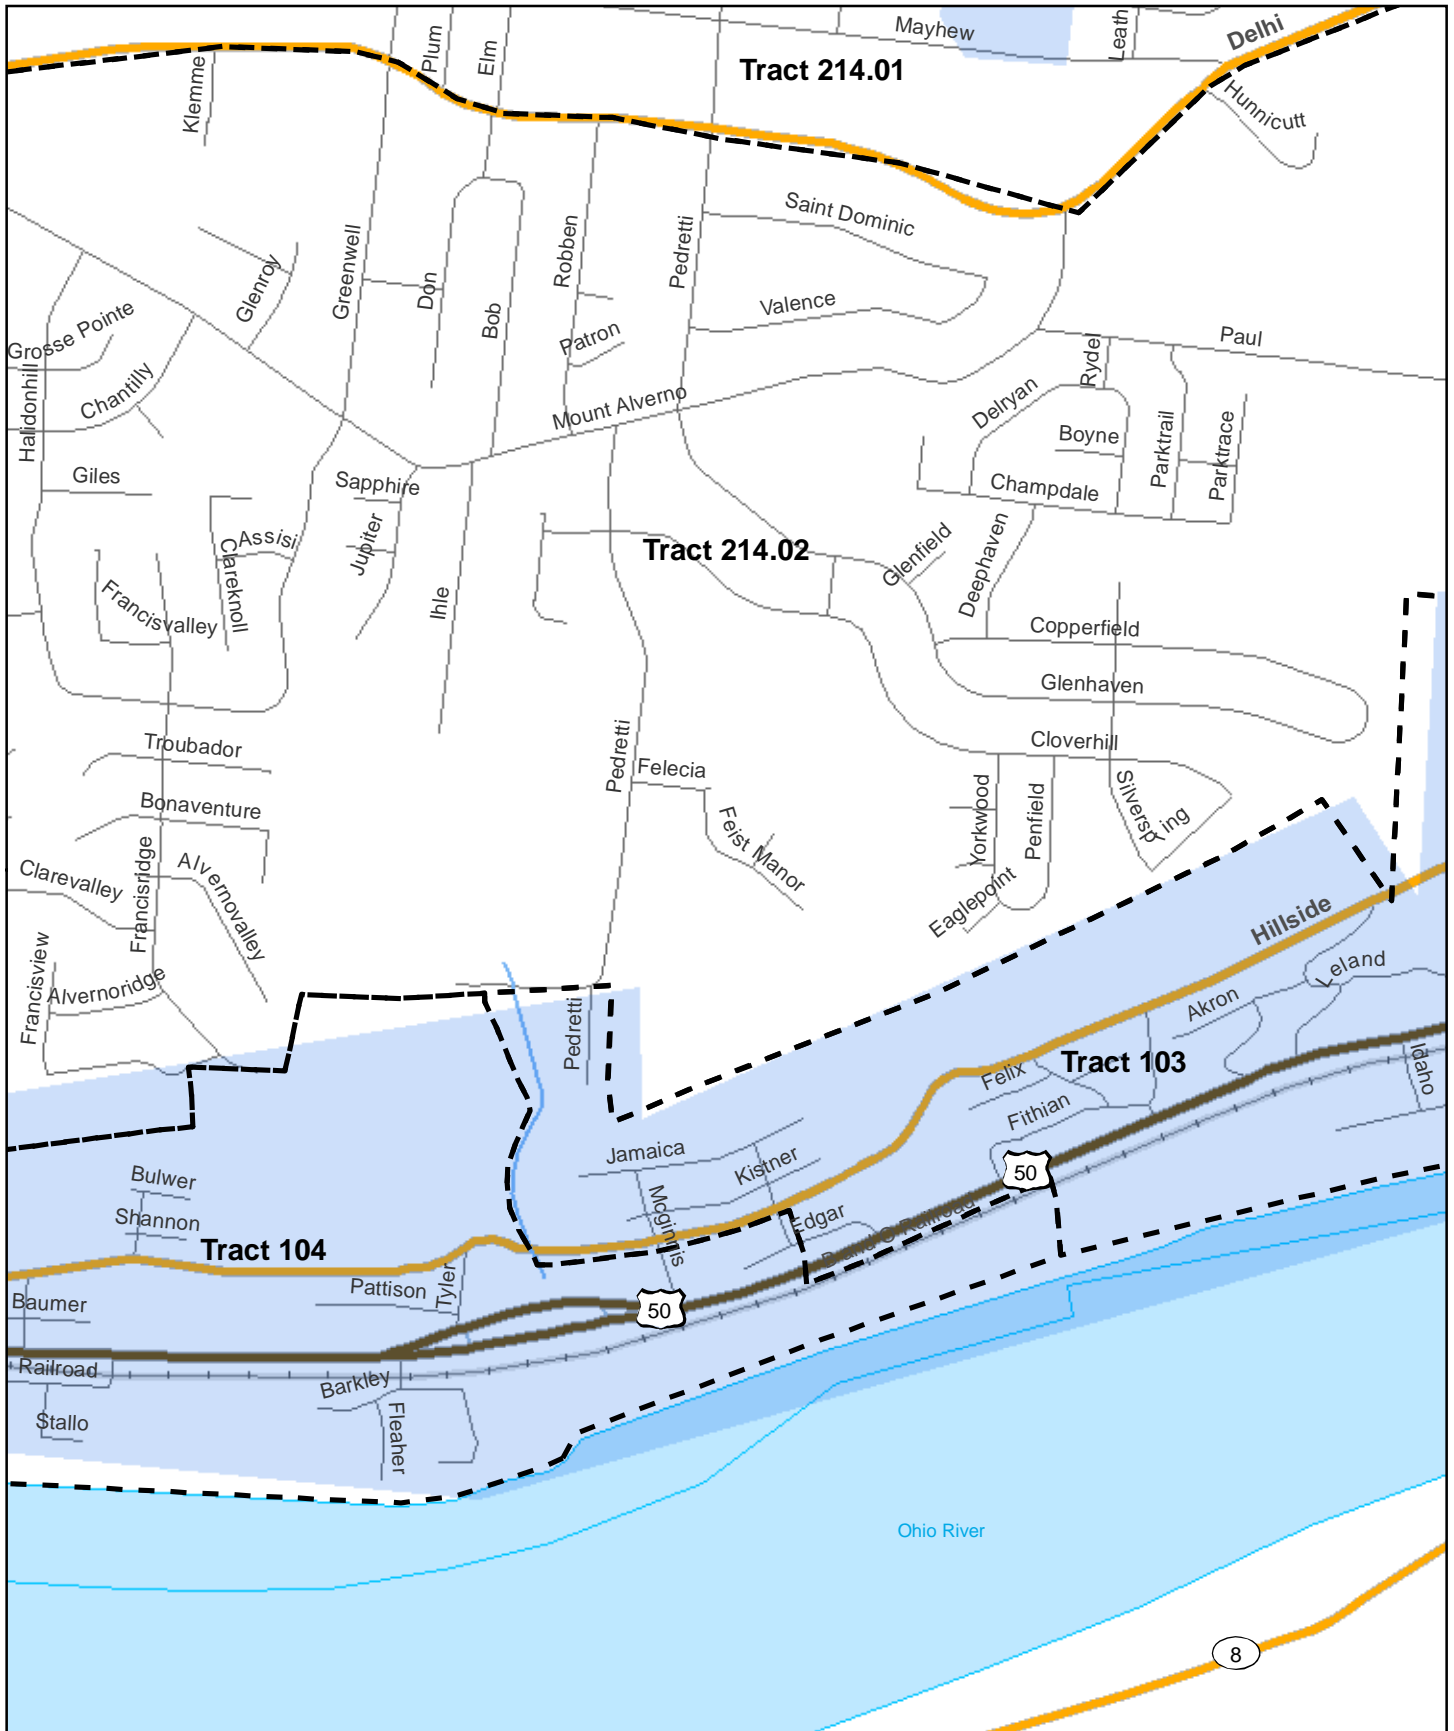 Mayhew
Leath
Delhi
Plum
Elm
Tract 214.01
Klemme
Hunnicutt
Saint Dominic
Greenwell
Robben
Pedretti
Glenroy
Don
Bob
Valence
Grosse Pointe
Patron
Paul
Rydel
Halidonhill
Chantilly
Mount Alverno
Delryan
Boyne
Parktrail
Parktrace
Giles
Sapphire
Champdale
Jupiter
Assisi
Clareknoll
Tract 214.02
Glenfield
Deephaven
Francisvalley
Ihle
Copperfield
Glenhaven
Troubador
Pedretti
Felecia
Cloverhill
Bonaventure
Yorkwood
Penfield
Silverspring
Feist Manor
Clarevalley
Francisridge
Alvernovalley
Eaglepoint
Hillside
Francisview
Alvernoridge
Leland
Akron
Pedretti
Tract 103
Felix
Idaho
Fithian
Jamaica
Kistner
50
Bulwer
Mcginnis
Shannon
Edgar
B and O Railroad
Tract 104
Pattison
Tyler
Baumer
50
Railroad
Barkley
Stallo
Fleaher
Ohio River
8